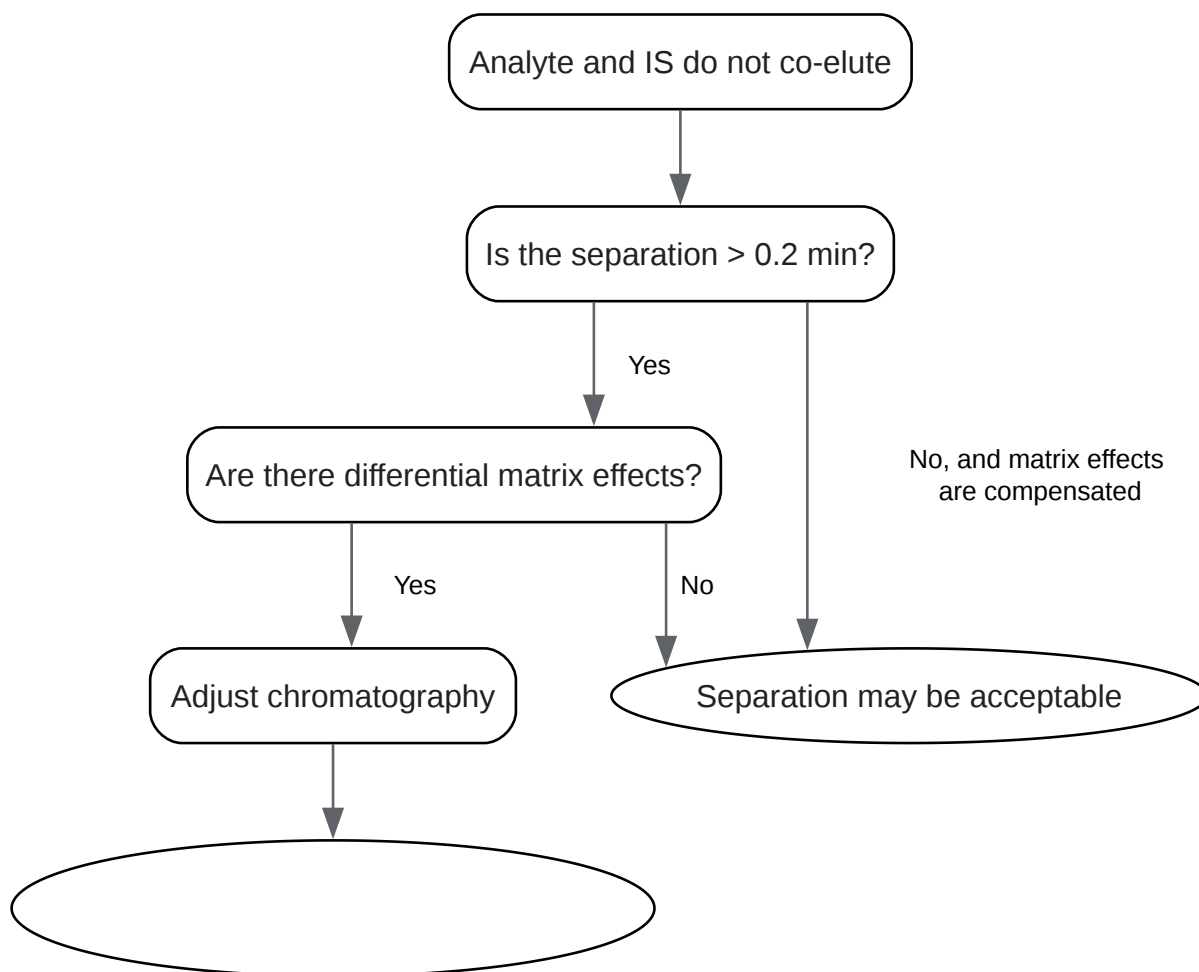 Analyte and IS do not co-elute
Is the separation > 0.2 min?
Yes
Are there differential matrix effects?
No, and matrix effects
are compensated
Yes
No
Adjust chromatography
Separation may be acceptable